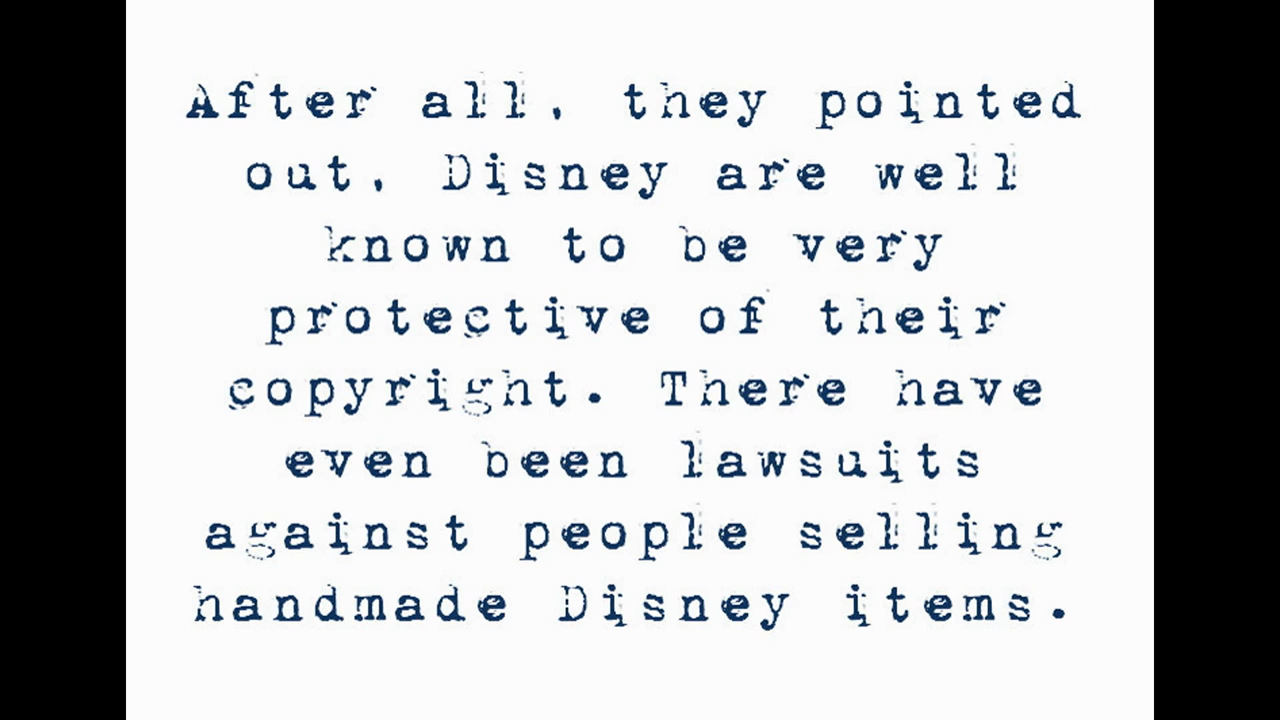 After all, they pointed
out, Disney are well
known to be very
protective of their
copyright. There have
even been lawsuits
against people selling
handmade Disney items.